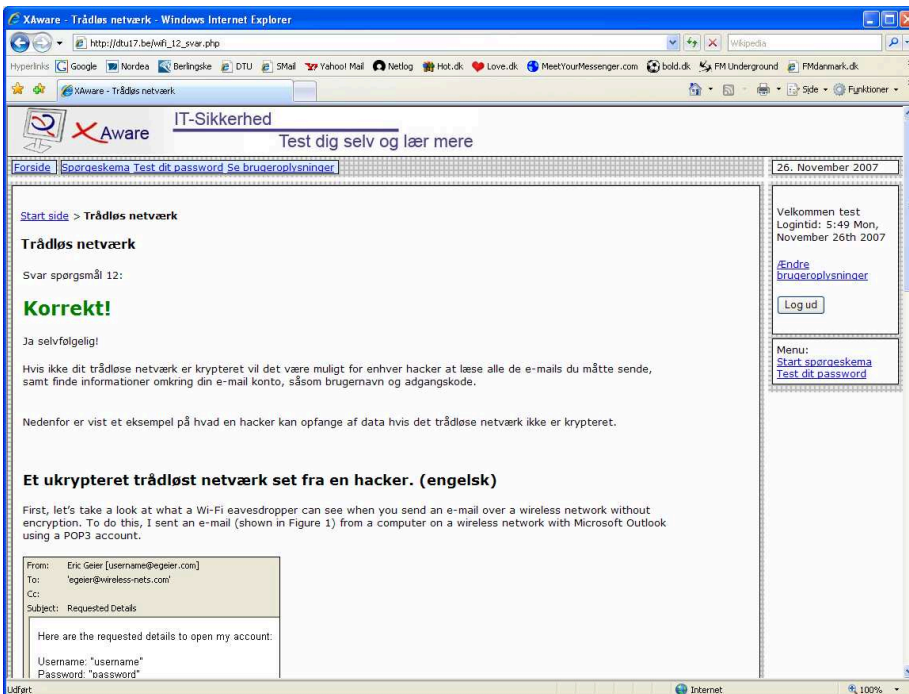 XAware - Trådløs netværk - Windows Internet Explorer
http://dtu17.be/wifi_12_svar.php
Wikipedia
Hyperlinks Google Nordea Berlingske DTU SMail Yahoo! Mail Netlog Hot.dk Love.dk MeetYourMessenger.com bold.dk FM Underground FMdanmark.dk
XAware - Trådløs netværk
Side Funktioner
XAware
IT-Sikkerhed
Test dig selv og lær mere
Forside Spørgeskema Test dit password Se brugeroplysninger
26. November 2007
Start side > Trådløs netværk
Trådløs netværk
Svar spørgsmål 12:
Korrekt!
Ja selvfølgelig!
Hvis ikke dit trådløse netværk er krypteret vil det være muligt for enhver hacker at læse alle de e-mails du måtte sende,
samt finde informationer omkring din e-mail konto, såsom brugernavn og adgangskode.
Nedenfor er vist et eksempel på hvad en hacker kan opfange af data hvis det trådløse netværk ikke er krypteret.
Et ukrypteret trådløst netværk set fra en hacker. (engelsk)
First, let's take a look at what a Wi-Fi eavesdropper can see when you send an e-mail over a wireless network without
encryption. To do this, I sent an e-mail (shown in Figure 1) from a computer on a wireless network with Microsoft Outlook
using a POP3 account.
From: Eric Geier [username@egeier.com]
To: 'egeier@wireless-nets.com'
Cc:
Subject: Requested Details
Here are the requested details to open my account:
Username: "username"
Password: "password"
Velkommen test
Logintid: 5:49 Mon,
November 26th 2007
Ændre
brugeroplysninger
Log ud
Menu:
Start spørgeskema
Test dit password
Udført
Internet
100%